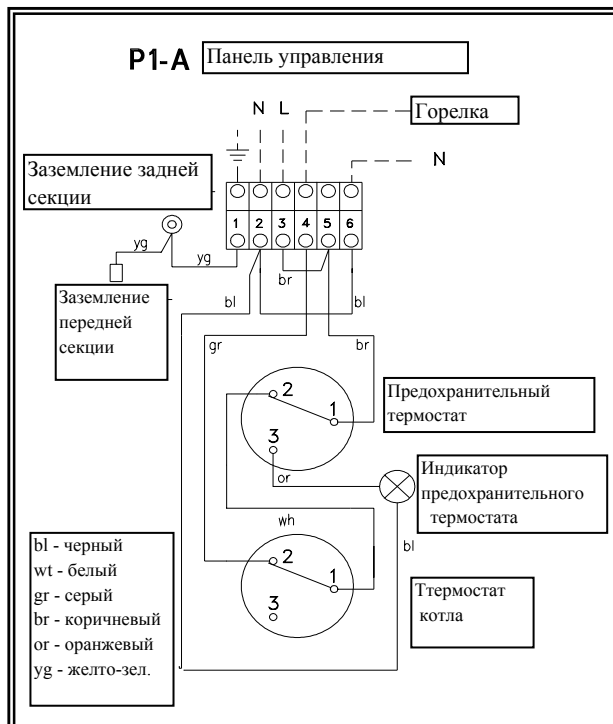 P1-A Панель управления
Горелка
N L
N
Заземление задней
секции
1 2 3 4 5 6
yg
yg
br
bl
bl
Заземление
передней
секции
gr
br
2
1
3
Предохранительный
термостат
or
Индикатор
предохранительного
термостата
wh
bl
2
1
3
Ттермостат
котла
bl - черный
wt - белый
gr - серый
br - коричневый
or - оранжевый
yg - желто-зел.